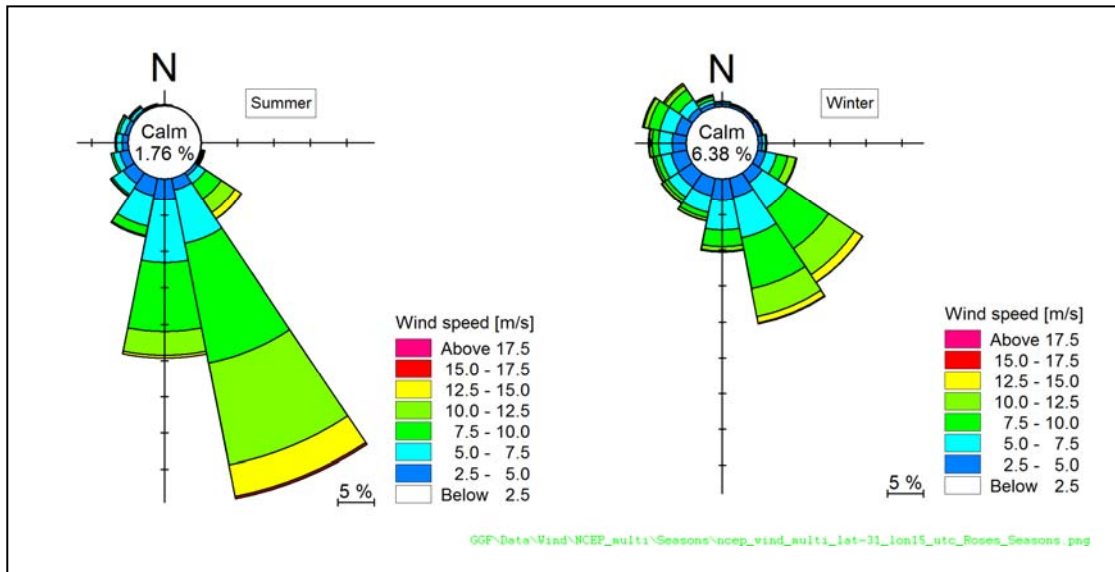 N
Summer
Calm
1.76 %
5 %
Wind speed [m/s]
Above 17.5
15.0 - 17.5
12.5 - 15.0
10.0 - 12.5
7.5 - 10.0
5.0 - 7.5
2.5 - 5.0
Below 2.5
N
Winter
Calm
6.38 %
5 %
Wind speed [m/s]
Above 17.5
15.0 - 17.5
12.5 - 15.0
10.0 - 12.5
7.5 - 10.0
5.0 - 7.5
2.5 - 5.0
Below 2.5
GGF\Data\Wind\NCEP_multi\Seasons\ncep_wind_multi_lat-31_lon15_utc_Roses_Seasons.png